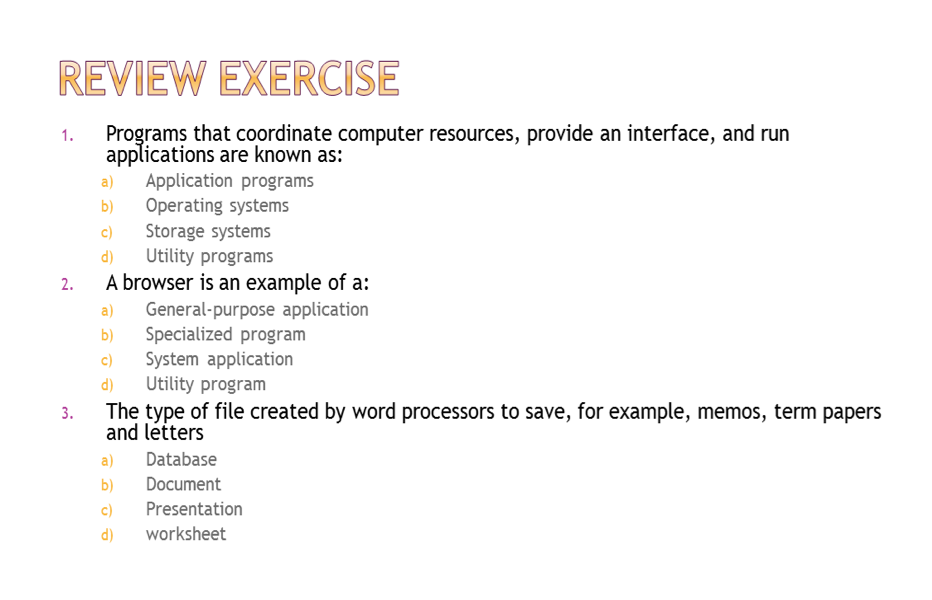 REVIEW EXERCISE
1. Programs that coordinate computer resources, provide an interface, and run
applications are known as:
a) Application programs
b) Operating systems
c) Storage systems
d) Utility programs
2. A browser is an example of a:
a) General-purpose application
b) Specialized program
c) System application
d) Utility program
3. The type of file created by word processors to save, for example, memos, term papers
and letters
a) Database
b) Document
c) Presentation
d) worksheet